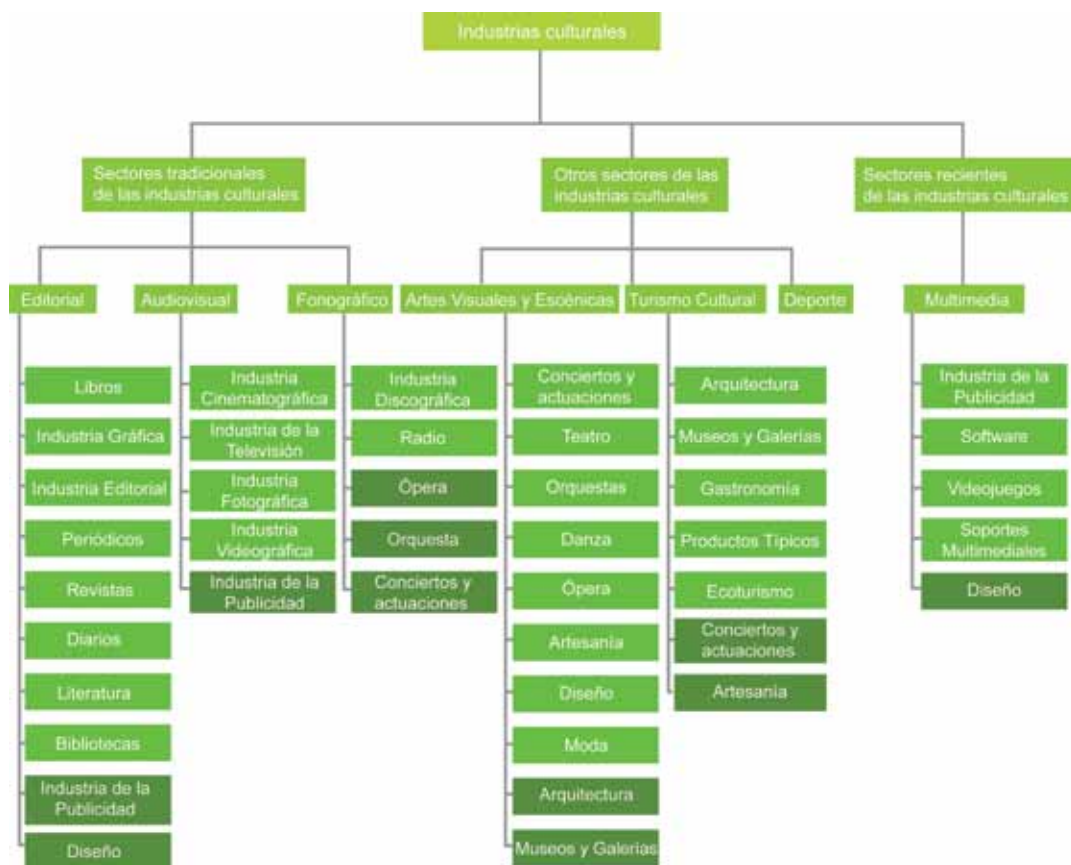 Industrias culturales
Sectores tradicionales
de las industrias culturales
Otros sectores de las
industrias culturales
Sectores recientes
de las industrias culturales
Editorial
Audiovisual
Fonográfico
Artes Visuales y Escénicas
Turismo Cultural
Deporte
Multimedia
Libros
Industria Gráfica
Industria Editorial
Periódicos
Revistas
Diarios
Literatura
Bibliotecas
Industria de la
Publicidad
Diseño
Industria
Cinematográfica
Industria de la
Televisión
Industria
Fotográfica
Industria
Videográfica
Industria de la
Publicidad
Industria
Discográfica
Radio
Ópera
Orquesta
Conciertos y
actuaciones
Conciertos y
actuaciones
Teatro
Orquestas
Danza
Ópera
Artesanía
Diseño
Moda
Arquitectura
Museos y Galerías
Arquitectura
Museos y Galerías
Gastronomía
Productos Típicos
Ecoturismo
Conciertos y
actuaciones
Artesanía
Industria de la
Publicidad
Software
Videojuegos
Soportes
Multimediales
Diseño